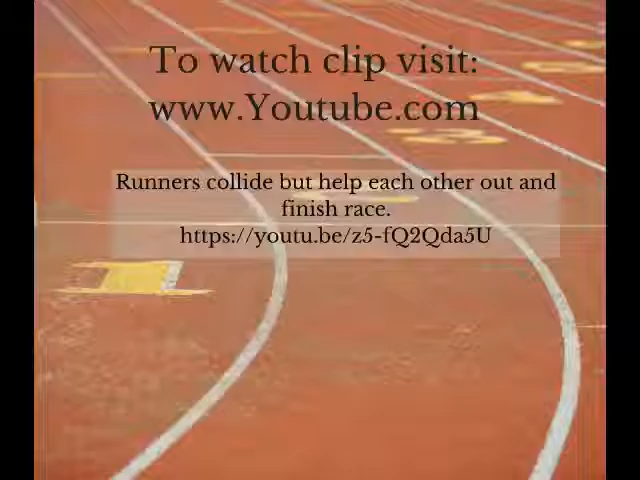 To watch clip visit:
www.Youtube.com
Runners collide but help each other out and
finish race.
https://youtu.be/z5-fQ2Qda5U